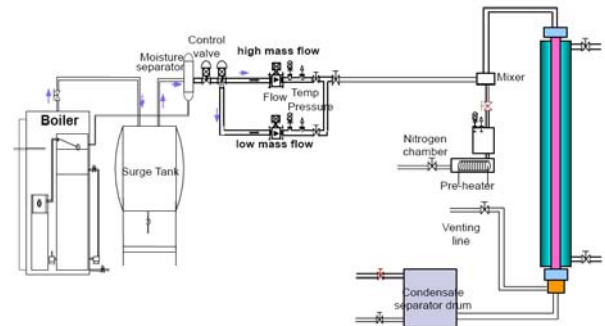 Control
valve
Moisture
separator
high mass flow
Flow
Temp
Pressure
low mass flow
Boiler
Surge Tank
Mixer
Nitrogen
chamber
Pre-heater
Venting
line
Condensate
separator drum